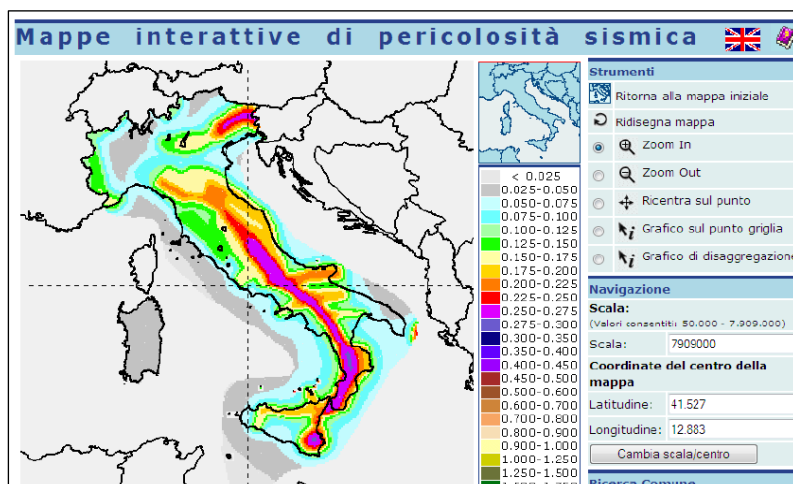 Mappe interattive di pericolosità sismica
Strumenti
Ritorna alla mappa iniziale
Ridisegna mappa
Zoom In
Zoom Out
Ricentra sul punto
Grafico sul punto griglia
Grafico di disaggregazione
Navigazione
Scala:
(Valori consentiti: 50.000 - 7.909.000)
Scala: 7909000
Coordinate del centro della
mappa
Latitudine: 41.527
Longitudine: 12.883
Cambia scala/centro
Ricerca Comune
< 0.025
0.025-0.050
0.050-0.075
0.075-0.100
0.100-0.125
0.125-0.150
0.150-0.175
0.175-0.200
0.200-0.225
0.225-0.250
0.250-0.275
0.275-0.300
0.300-0.350
0.350-0.400
0.400-0.450
0.450-0.500
0.500-0.600
0.600-0.700
0.700-0.800
0.800-0.900
0.900-1.000
1.000-1.250
1.250-1.500